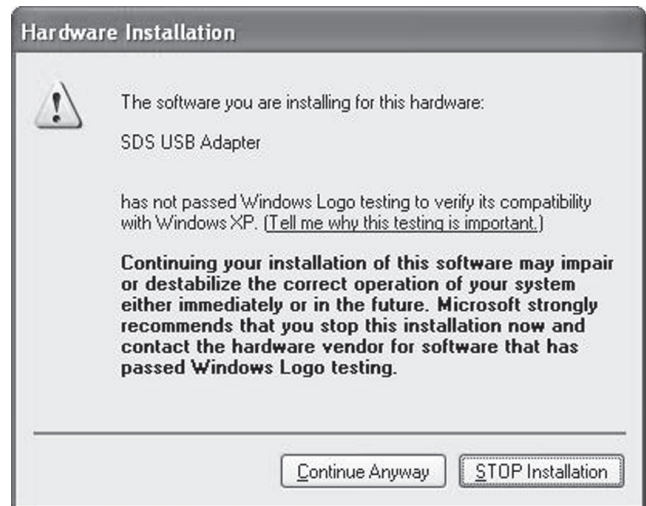 Hardware Installation
The software you are installing for this hardware:
SDS USB Adapter
has not passed Windows Logo testing to verify its compatibility
with Windows XP. (Tell me why this testing is important.)
Continuing your installation of this software may impair
or destabilize the correct operation of your system
either immediately or in the future. Microsoft strongly
recommends that you stop this installation now and
contact the hardware vendor for software that has
passed Windows Logo testing.
Continue Anyway
STOP Installation